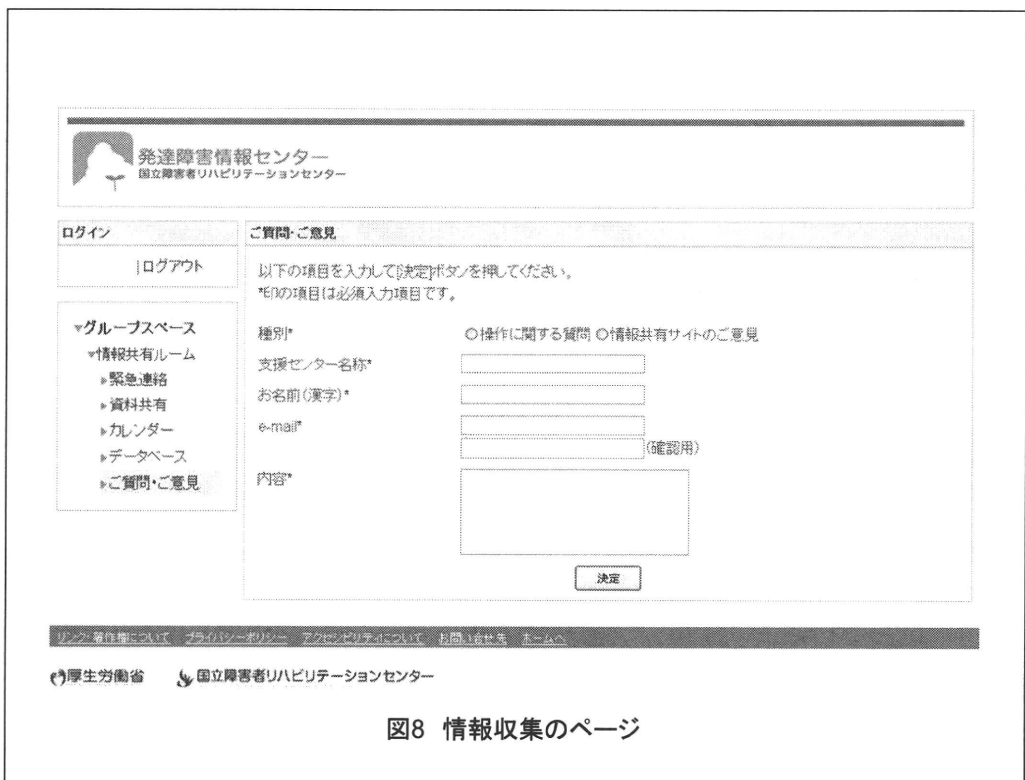 発達障害情報センター
国立障害者リハビリテーションセンター
ログイン
|ログアウト
▼グループスペース
▼情報共有ルーム
▶緊急連絡
▶資料共有
▶カレンダー
▶データベース
▶ご質問・ご意見
ご質問・ご意見
以下の項目を入力して[決定]ボタンを押してください。
*印の項目は必須入力項目です。
種別* ○操作に関する質問 ○情報共有サイトのご意見
支援センター名称*
お名前(漢字)*
e-mail*
(確認用)
内容*
決定
リンク・著作権について プライバシーポリシー アクセシビリティについて お問い合せ先 ホームへ
厚生労働省 国立障害者リハビリテーションセンター
図8 情報収集のページ